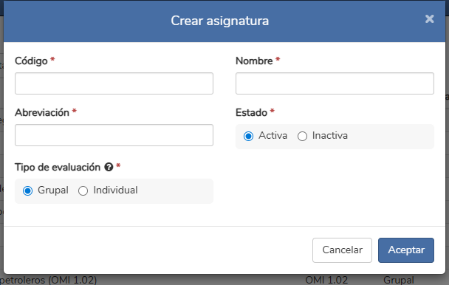 Crear asignatura ×
Código * Nombre *
Abreviación * Estado *
Activa Inactiva
Tipo de evaluación ? *
Grupal Individual
Cancelar Aceptar
petroleros (OMI 1.02) OMI 1.02 Grupal